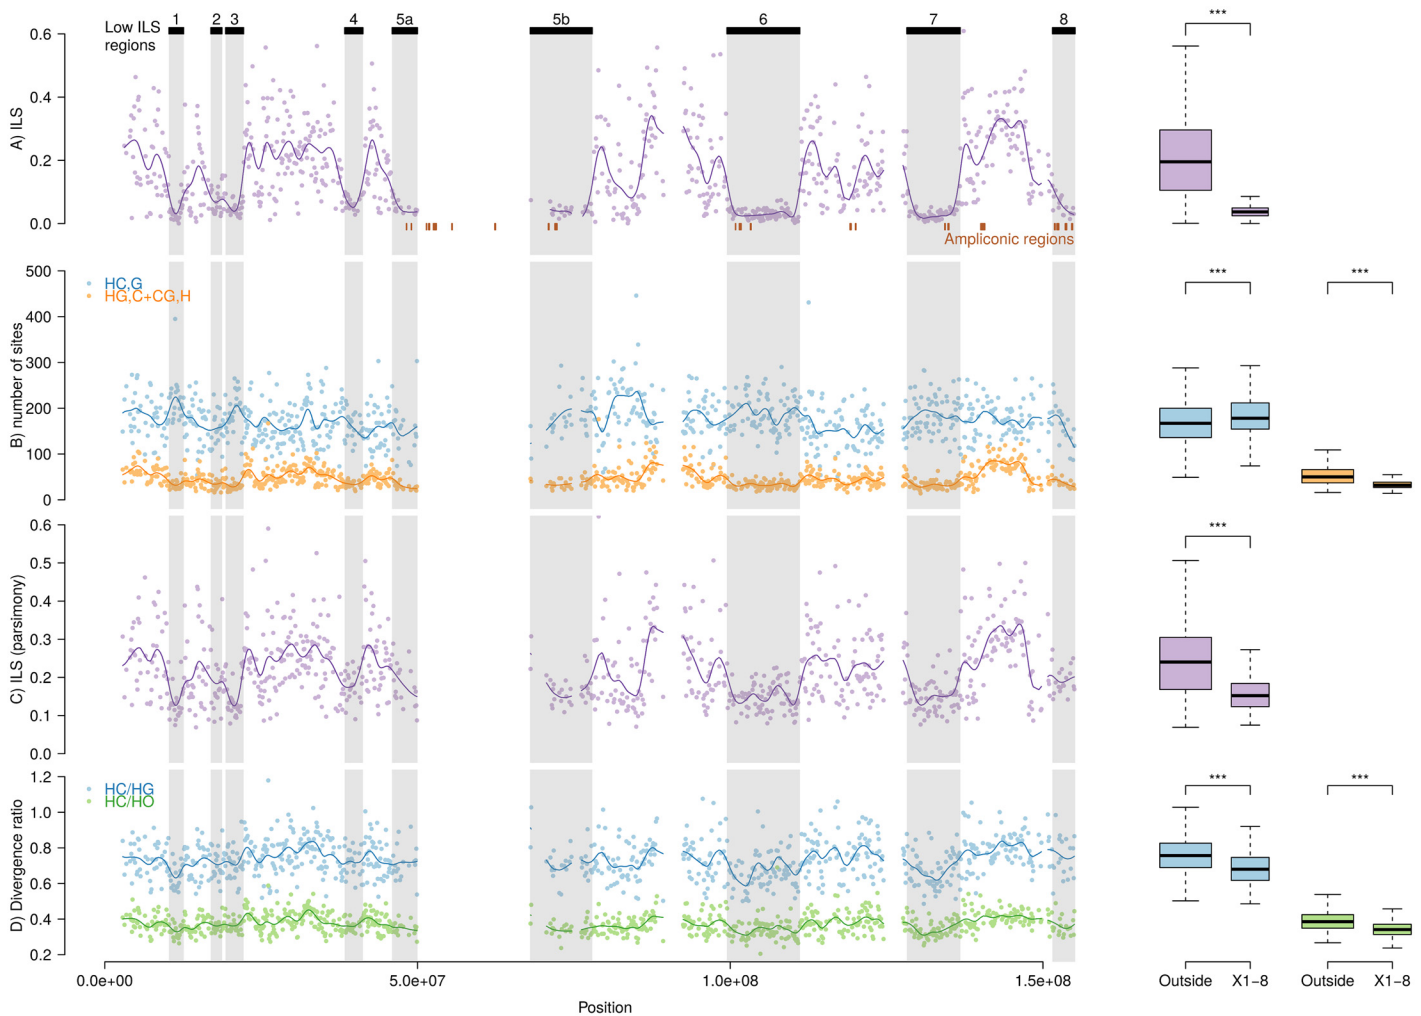 1 2 3 4 5a 5b 6 7 8
Low ILS
regions
***
A) ILS
0.6
0.4
0.2
0.0
Ampliconic regions
B) number of sites
500
400
300
200
100
0
HC,G
HG,C+CG,H
*** ***
C) ILS (parsimony)
0.6
0.5
0.4
0.3
0.2
0.1
0.0
***
D) Divergence ratio
1.2
1.0
0.8
0.6
0.4
0.2
HC/HG
HC/HO
*** ***
0.0e+00 5.0e+07 1.0e+08 1.5e+08
Position
Outside X1−8 Outside X1−8